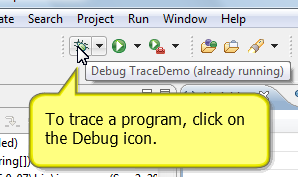 Search Project Run Window Help
Debug TraceDemo (already running)
To trace a program, click on
the Debug icon.